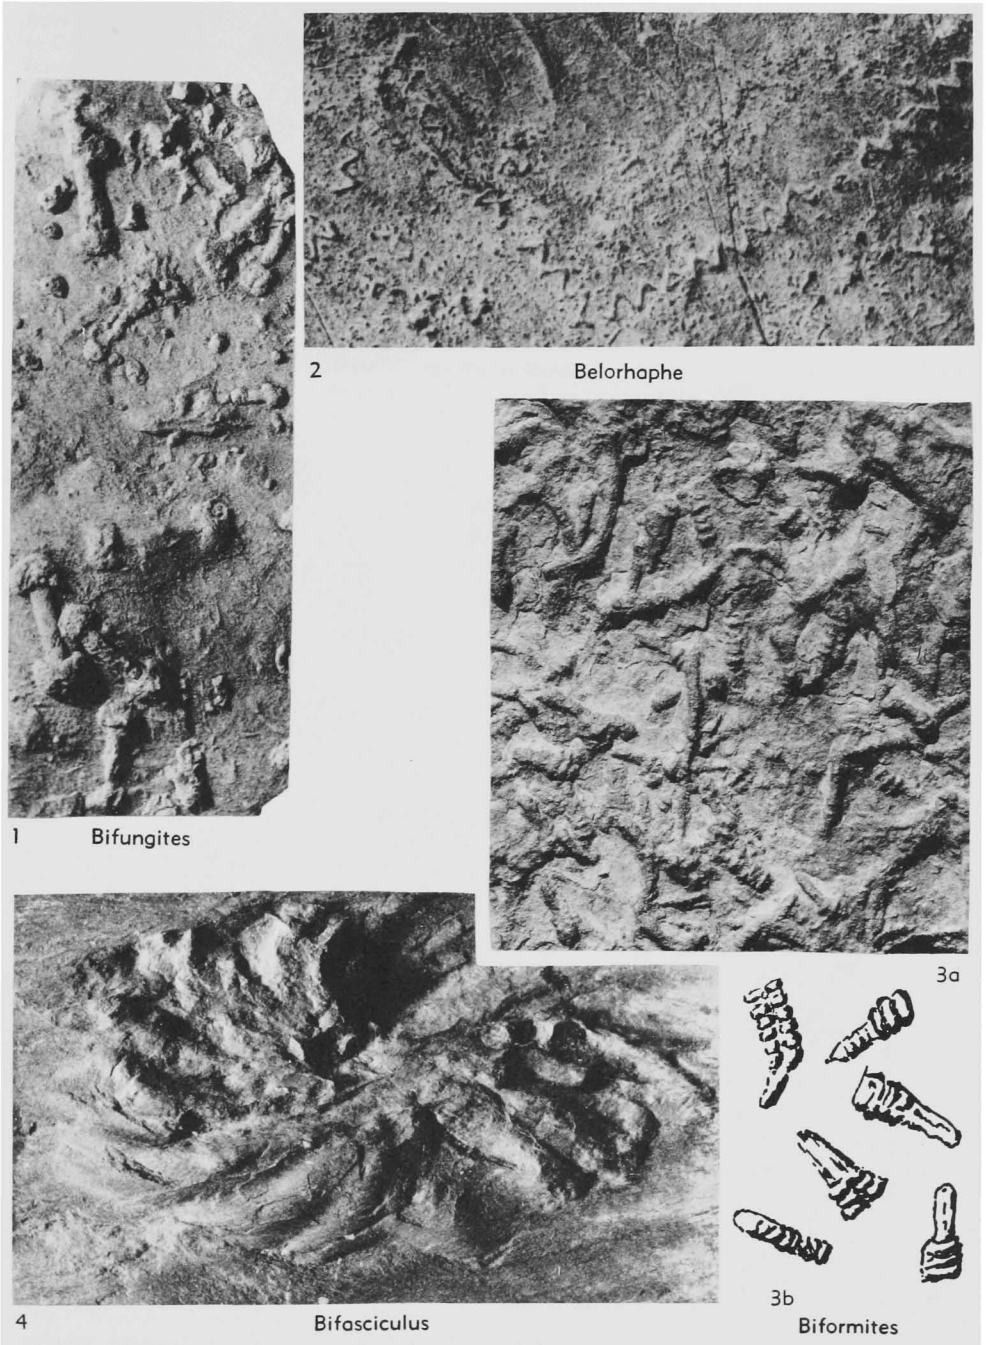 2 Belorhaphe
1 Bifungites
3a
3b
Biformites
4 Bifasciculus